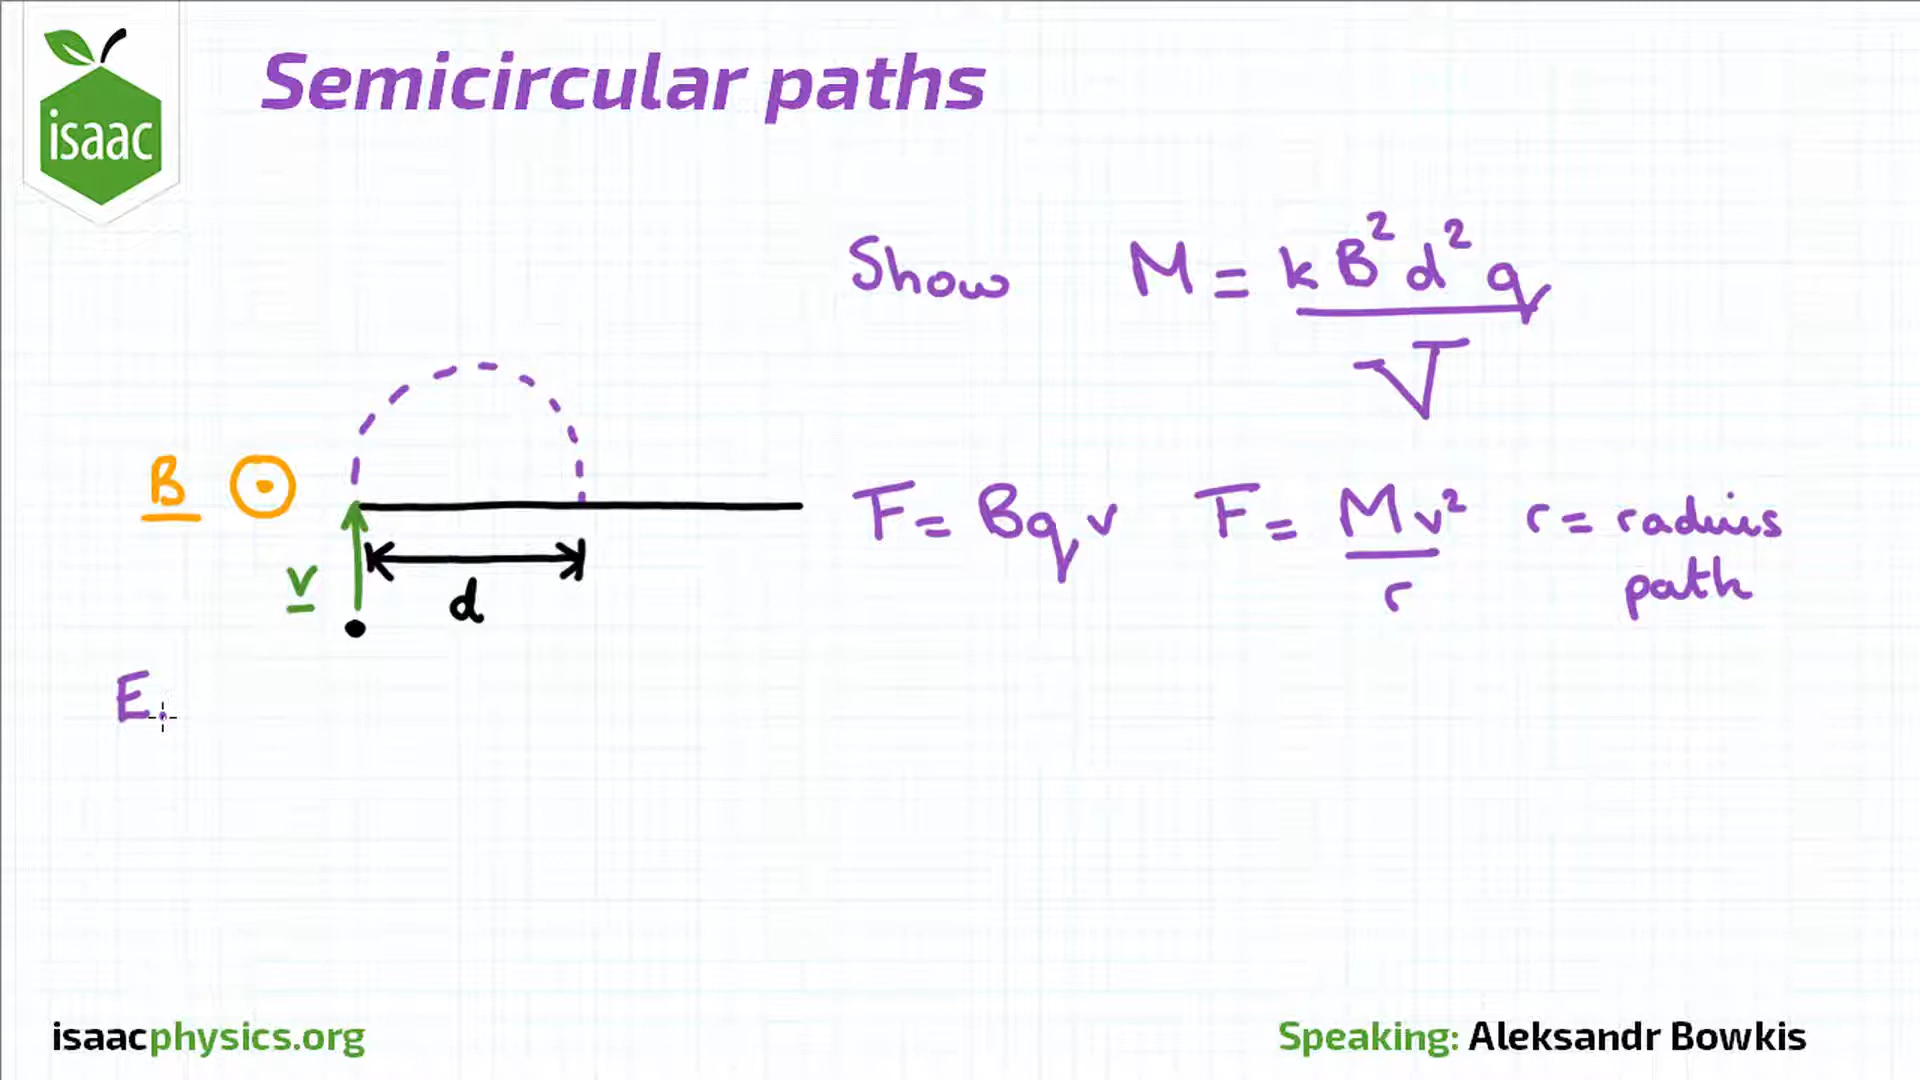 isaac
Semicircular paths
Show M = kB²d²q / V
B
v
d
F = Bqv F = Mv² / r r = radius path
E.
isaacphysics.org
Speaking: Aleksandr Bowkis